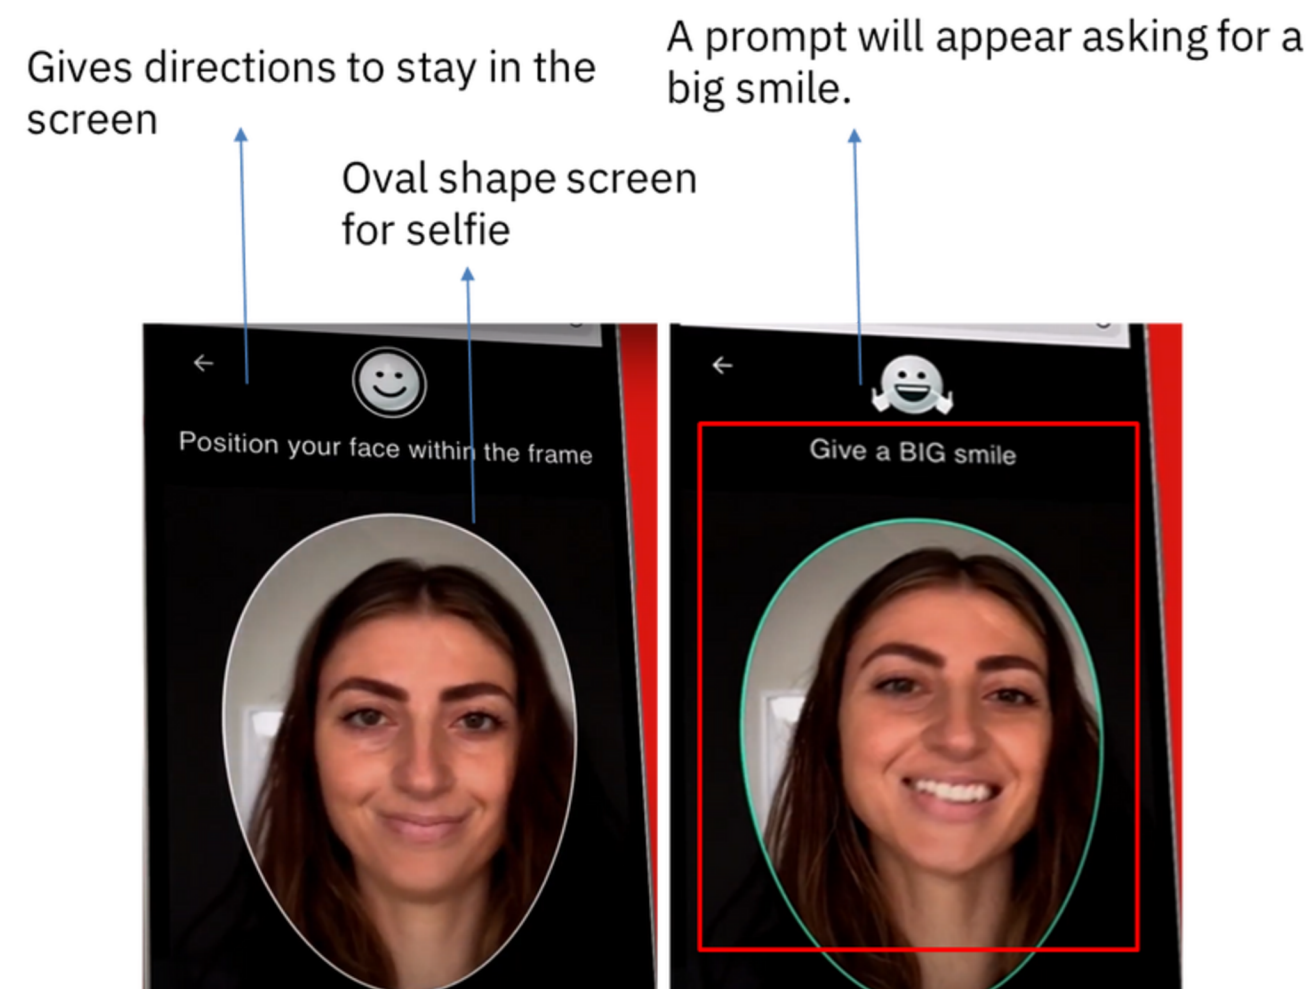 Gives directions to stay in the
screen
A prompt will appear asking for a
big smile.
Oval shape screen
for selfie
Position your face within the frame
Give a BIG smile